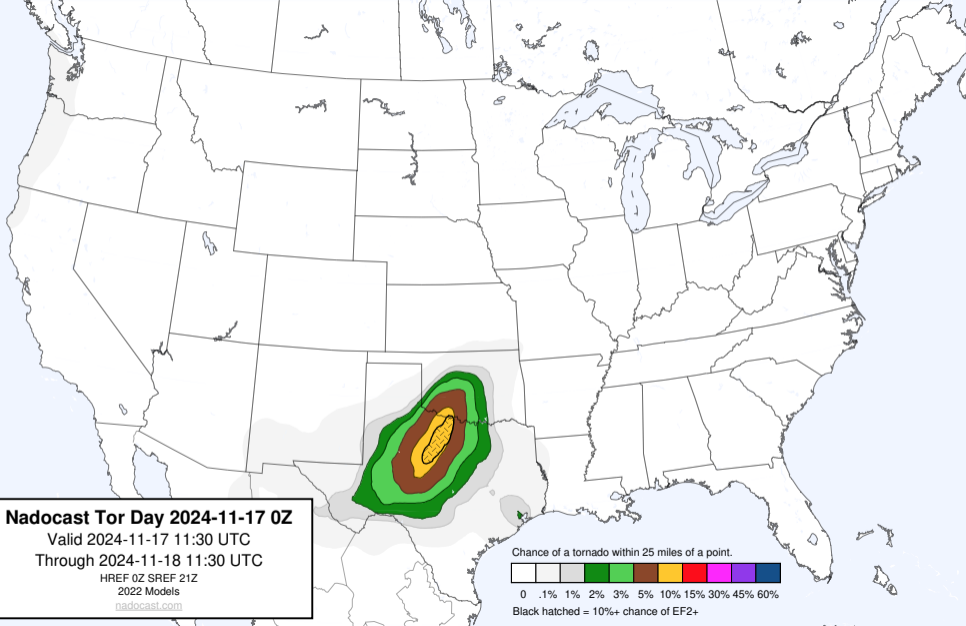 Nadocast Tor Day 2024-11-17 0Z
Valid 2024-11-17 11:30 UTC
Through 2024-11-18 11:30 UTC
HREF 0Z SREF 21Z
2022 Models
nadocast.com
Chance of a tornado within 25 miles of a point.
0 .1% 1% 2% 3% 5% 10% 15% 30% 45% 60%
Black hatched = 10%+ chance of EF2+